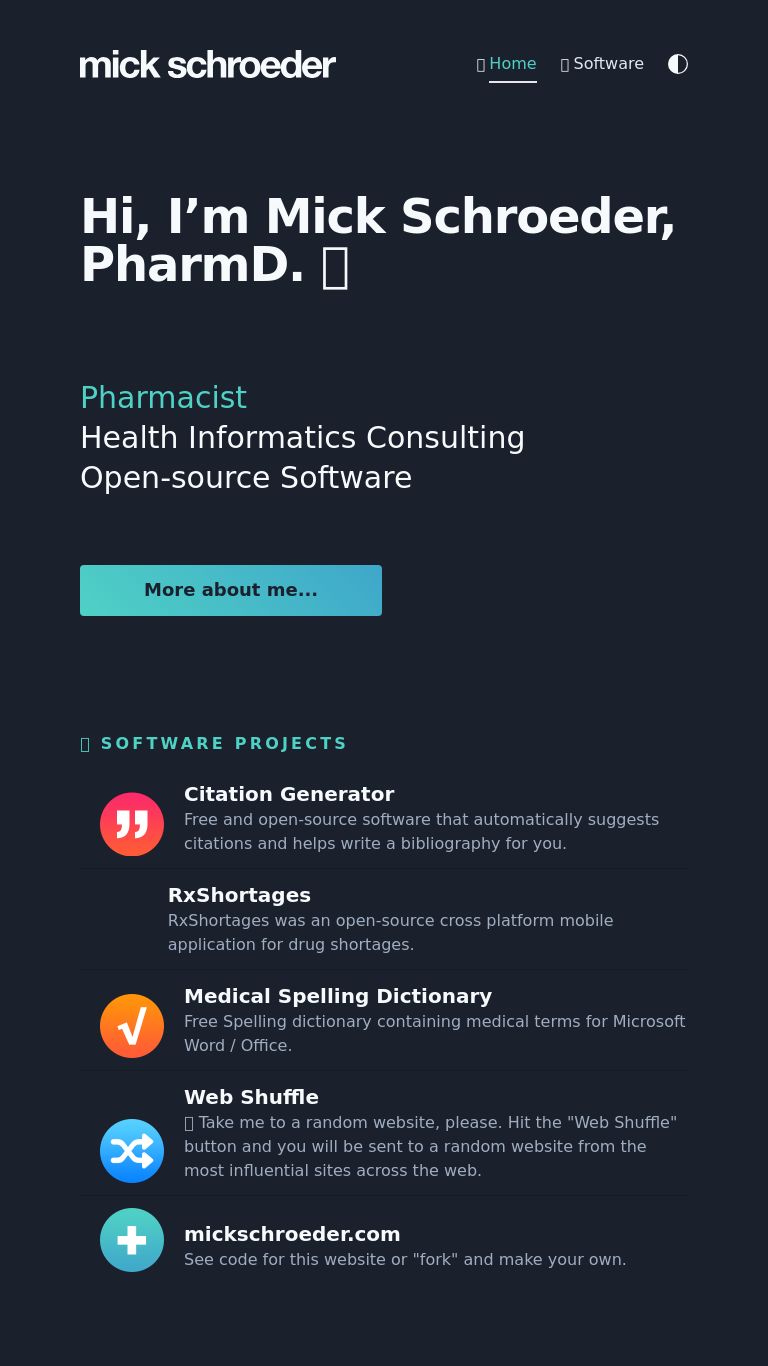 mick schroeder
Home
Software
Hi, I’m Mick Schroeder,
PharmD.
Pharmacist
Health Informatics Consulting
Open-source Software
More about me...
SOFTWARE PROJECTS
Citation Generator
Free and open-source software that automatically suggests
citations and helps write a bibliography for you.
RxShortages
RxShortages was an open-source cross platform mobile
application for drug shortages.
Medical Spelling Dictionary
Free Spelling dictionary containing medical terms for Microsoft
Word / Office.
Web Shuffle
Take me to a random website, please. Hit the "Web Shuffle"
button and you will be sent to a random website from the
most influential sites across the web.
mickschroeder.com
See code for this website or "fork" and make your own.